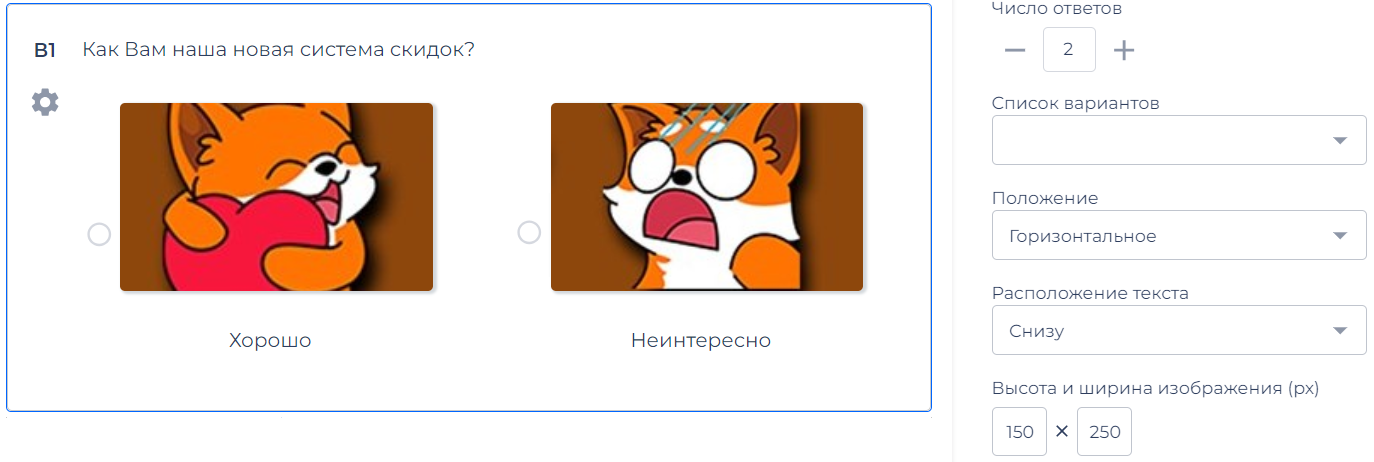 В1 Как Вам наша новая система скидок?
Хорошо
Неинтересно
Число ответов
2
Список вариантов
Положение
Горизонтальное
Расположение текста
Снизу
Высота и ширина изображения (px)
150 × 250